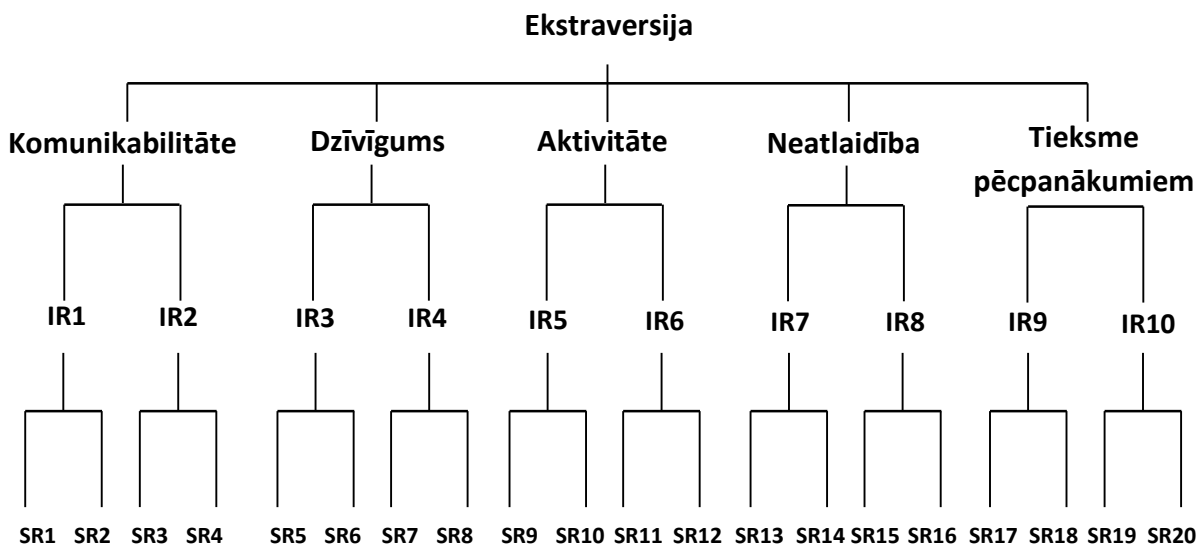 Ekstraversija
Komunikabilitāte Dzīvīgums Aktivitāte Neatlaidība Tieksme
pēcpanākumiem
IR1 IR2 IR3 IR4 IR5 IR6 IR7 IR8 IR9 IR10
SR1 SR2 SR3 SR4 SR5 SR6 SR7 SR8 SR9 SR10 SR11 SR12 SR13 SR14 SR15 SR16 SR17 SR18 SR19 SR20